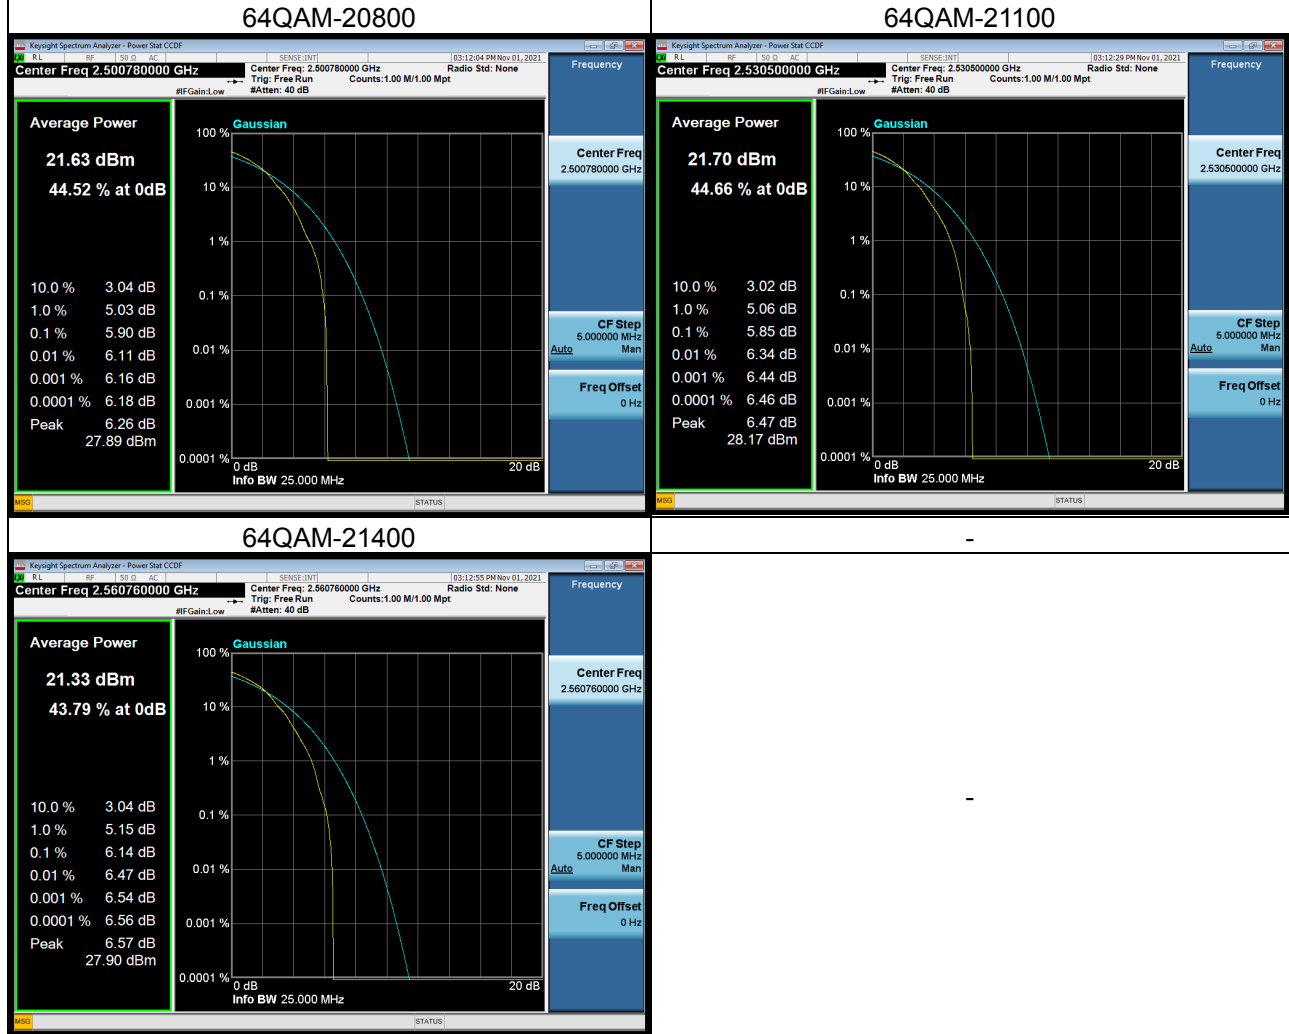 64QAM-20800
Keysight Spectrum Analyzer - Power Stat CCDF
RL RF 50 Ω AC SENSE:INT 03:12:04 PM Nov 01, 2021
Center Freq 2.500780000 GHz
Center Freq: 2.500780000 GHz Radio Std: None
Trig: Free Run Counts:1.00 M/1.00 Mpt
#IFGain:Low #Atten: 40 dB
Average Power
21.63 dBm
44.52 % at 0dB
10.0 % 3.04 dB
1.0 % 5.03 dB
0.1 % 5.90 dB
0.01 % 6.11 dB
0.001 % 6.16 dB
0.0001 % 6.18 dB
Peak 6.26 dB
27.89 dBm
Gaussian
100 %
10 %
1 %
0.1 %
0.01 %
0.001 %
0.0001 %
0 dB 20 dB
Info BW 25.000 MHz
Frequency
Center Freq
2.500780000 GHz
CF Step
5.000000 MHz
Auto Man
Freq Offset
0 Hz
MSG STATUS
64QAM-21100
Keysight Spectrum Analyzer - Power Stat CCDF
RL RF 50 Ω AC SENSE:INT 03:12:29 PM Nov 01, 2021
Center Freq 2.530500000 GHz
Center Freq: 2.530500000 GHz Radio Std: None
Trig: Free Run Counts:1.00 M/1.00 Mpt
#IFGain:Low #Atten: 40 dB
Average Power
21.70 dBm
44.66 % at 0dB
10.0 % 3.02 dB
1.0 % 5.06 dB
0.1 % 5.85 dB
0.01 % 6.34 dB
0.001 % 6.44 dB
0.0001 % 6.46 dB
Peak 6.47 dB
28.17 dBm
Gaussian
100 %
10 %
1 %
0.1 %
0.01 %
0.001 %
0.0001 %
0 dB 20 dB
Info BW 25.000 MHz
Frequency
Center Freq
2.530500000 GHz
CF Step
5.000000 MHz
Auto Man
Freq Offset
0 Hz
MSG STATUS
64QAM-21400
Keysight Spectrum Analyzer - Power Stat CCDF
RL RF 50 Ω AC SENSE:INT 03:12:55 PM Nov 01, 2021
Center Freq 2.560760000 GHz
Center Freq: 2.560760000 GHz Radio Std: None
Trig: Free Run Counts:1.00 M/1.00 Mpt
#IFGain:Low #Atten: 40 dB
Average Power
21.33 dBm
43.79 % at 0dB
10.0 % 3.04 dB
1.0 % 5.15 dB
0.1 % 6.14 dB
0.01 % 6.47 dB
0.001 % 6.54 dB
0.0001 % 6.56 dB
Peak 6.57 dB
27.90 dBm
Gaussian
100 %
10 %
1 %
0.1 %
0.01 %
0.001 %
0.0001 %
0 dB 20 dB
Info BW 25.000 MHz
Frequency
Center Freq
2.560760000 GHz
CF Step
5.000000 MHz
Auto Man
Freq Offset
0 Hz
MSG STATUS
-
-